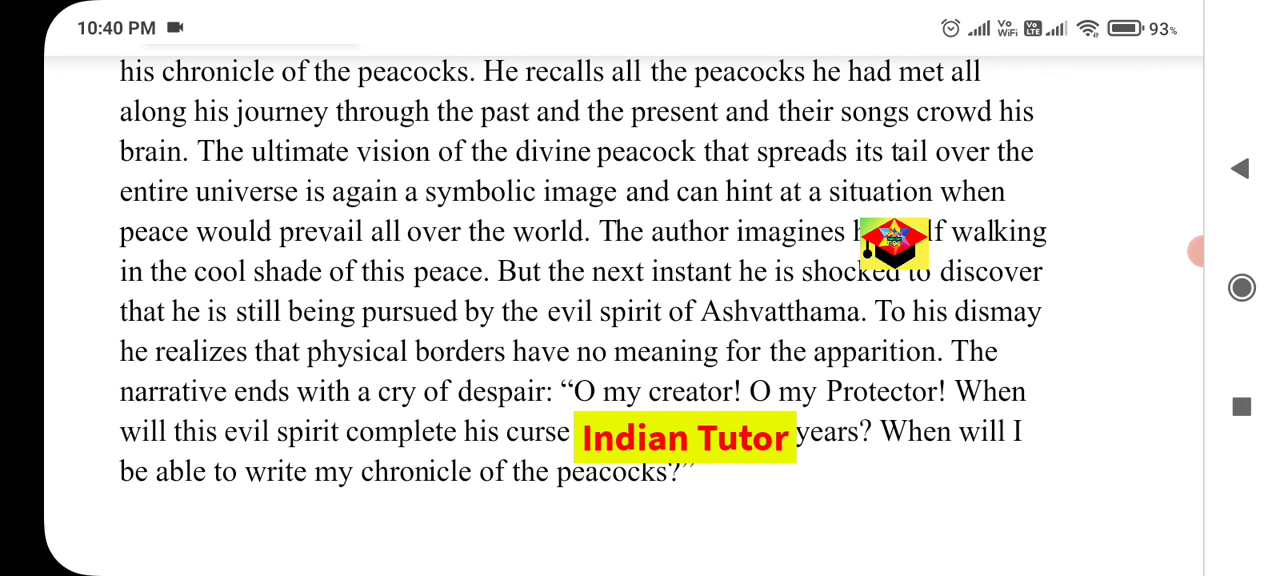 10:40 PM
Vo WiFi Vo LTE 93%
his chronicle of the peacocks. He recalls all the peacocks he had met all
along his journey through the past and the present and their songs crowd his
brain. The ultimate vision of the divine peacock that spreads its tail over the
entire universe is again a symbolic image and can hint at a situation when
peace would prevail all over the world. The author imagines walking
in the cool shade of this peace. But the next instant he is shocked to discover
that he is still being pursued by the evil spirit of Ashvatthama. To his dismay
he realizes that physical borders have no meaning for the apparition. The
narrative ends with a cry of despair: “O my creator! O my Protector! When
will this evil spirit complete his curse Indian Tutor years? When will I
be able to write my chronicle of the peacocks?”